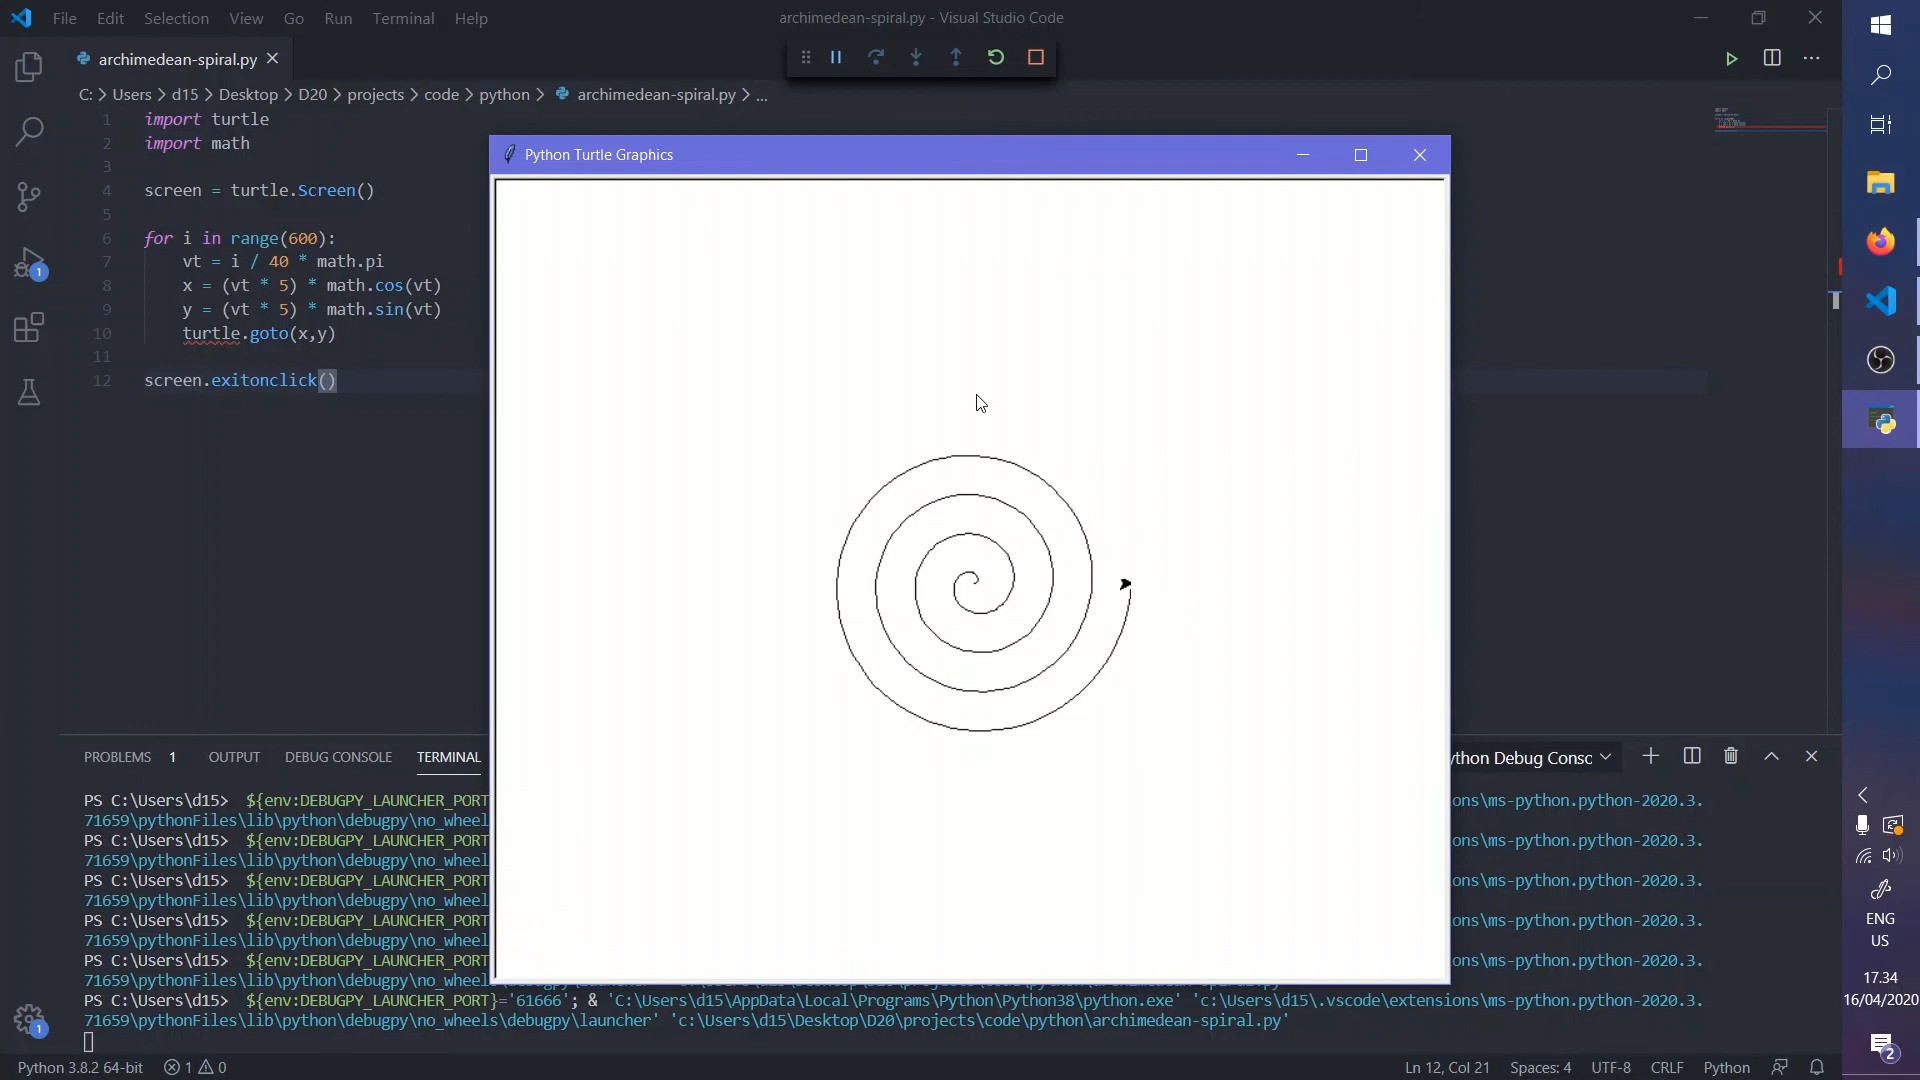 File Edit Selection View Go Run Terminal Help
archimedean-spiral.py - Visual Studio Code
archimedean-spiral.py
C: > Users > d15 > Desktop > D20 > projects > code > python > archimedean-spiral.py > ...
1 import turtle
2 import math
3
4 screen = turtle.Screen()
5
6 for i in range(600):
7 vt = i / 40 * math.pi
8 x = (vt * 5) * math.cos(vt)
9 y = (vt * 5) * math.sin(vt)
10 turtle.goto(x,y)
11
12 screen.exitonclick()
1
Python Turtle Graphics
PROBLEMS 1 OUTPUT DEBUG CONSOLE TERMINAL
ython Debug Consc
PS C:\Users\d15> ${env:DEBUGPY_LAUNCHER_PORT ons\ms-python.python-2020.3.
71659\pythonFiles\lib\python\debugpy\no_wheel
PS C:\Users\d15> ${env:DEBUGPY_LAUNCHER_PORT ons\ms-python.python-2020.3.
71659\pythonFiles\lib\python\debugpy\no_wheel
PS C:\Users\d15> ${env:DEBUGPY_LAUNCHER_PORT ons\ms-python.python-2020.3.
71659\pythonFiles\lib\python\debugpy\no_wheel
PS C:\Users\d15> ${env:DEBUGPY_LAUNCHER_PORT ons\ms-python.python-2020.3.
71659\pythonFiles\lib\python\debugpy\no_wheel
PS C:\Users\d15> ${env:DEBUGPY_LAUNCHER_PORT ons\ms-python.python-2020.3.
PS C:\Users\d15> ${env:DEBUGPY_LAUNCHER_PORT}='61666'; & 'C:\Users\d15\AppData\Local\Programs\Python\Python38\python.exe' 'c:\Users\d15\.vscode\extensions\ms-python.python-2020.3.
71659\pythonFiles\lib\python\debugpy\no_wheels\debugpy\launcher' 'c:\Users\d15\Desktop\D20\projects\code\python\archimedean-spiral.py'
1
Python 3.8.2 64-bit 1 0
Ln 12, Col 21 Spaces: 4 UTF-8 CRLF Python
ENG
US
17.34
16/04/2020
2